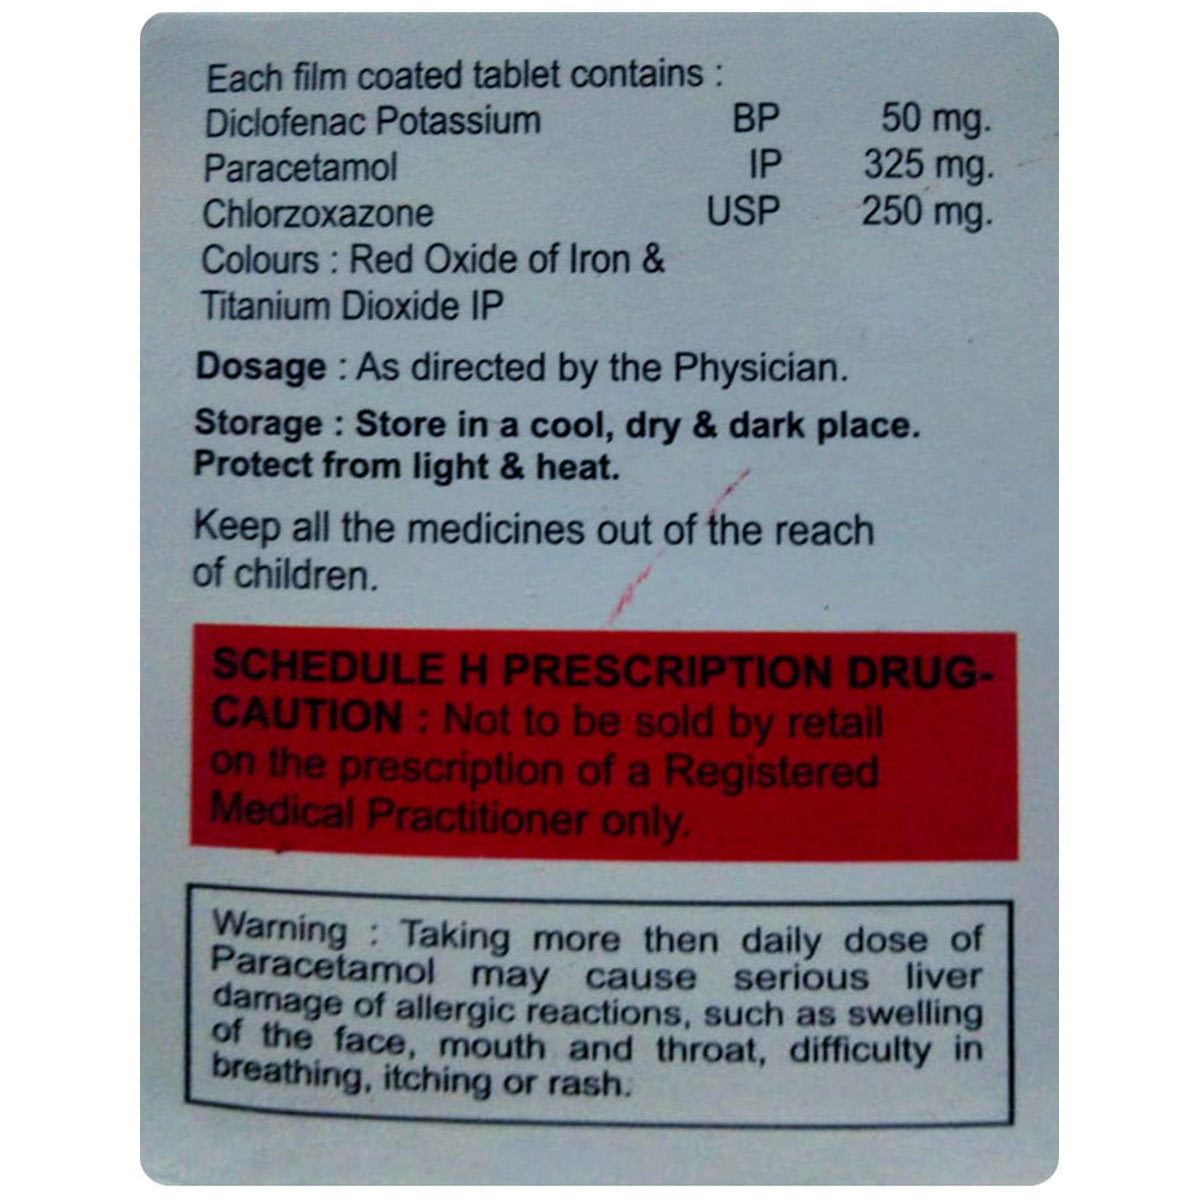 Each film coated tablet contains :
Diclofenac Potassium BP 50 mg.
Paracetamol IP 325 mg.
Chlorzoxazone USP 250 mg.
Colours : Red Oxide of Iron &
Titanium Dioxide IP
Dosage : As directed by the Physician.
Storage : Store in a cool, dry & dark place.
Protect from light & heat.
Keep all the medicines out of the reach
of children.
SCHEDULE H PRESCRIPTION DRUG-
CAUTION : Not to be sold by retail
on the prescription of a Registered
Medical Practitioner only.
Warning : Taking more then daily dose of
Paracetamol may cause serious liver
damage of allergic reactions, such as swelling
of the face, mouth and throat, difficulty in
breathing, itching or rash.